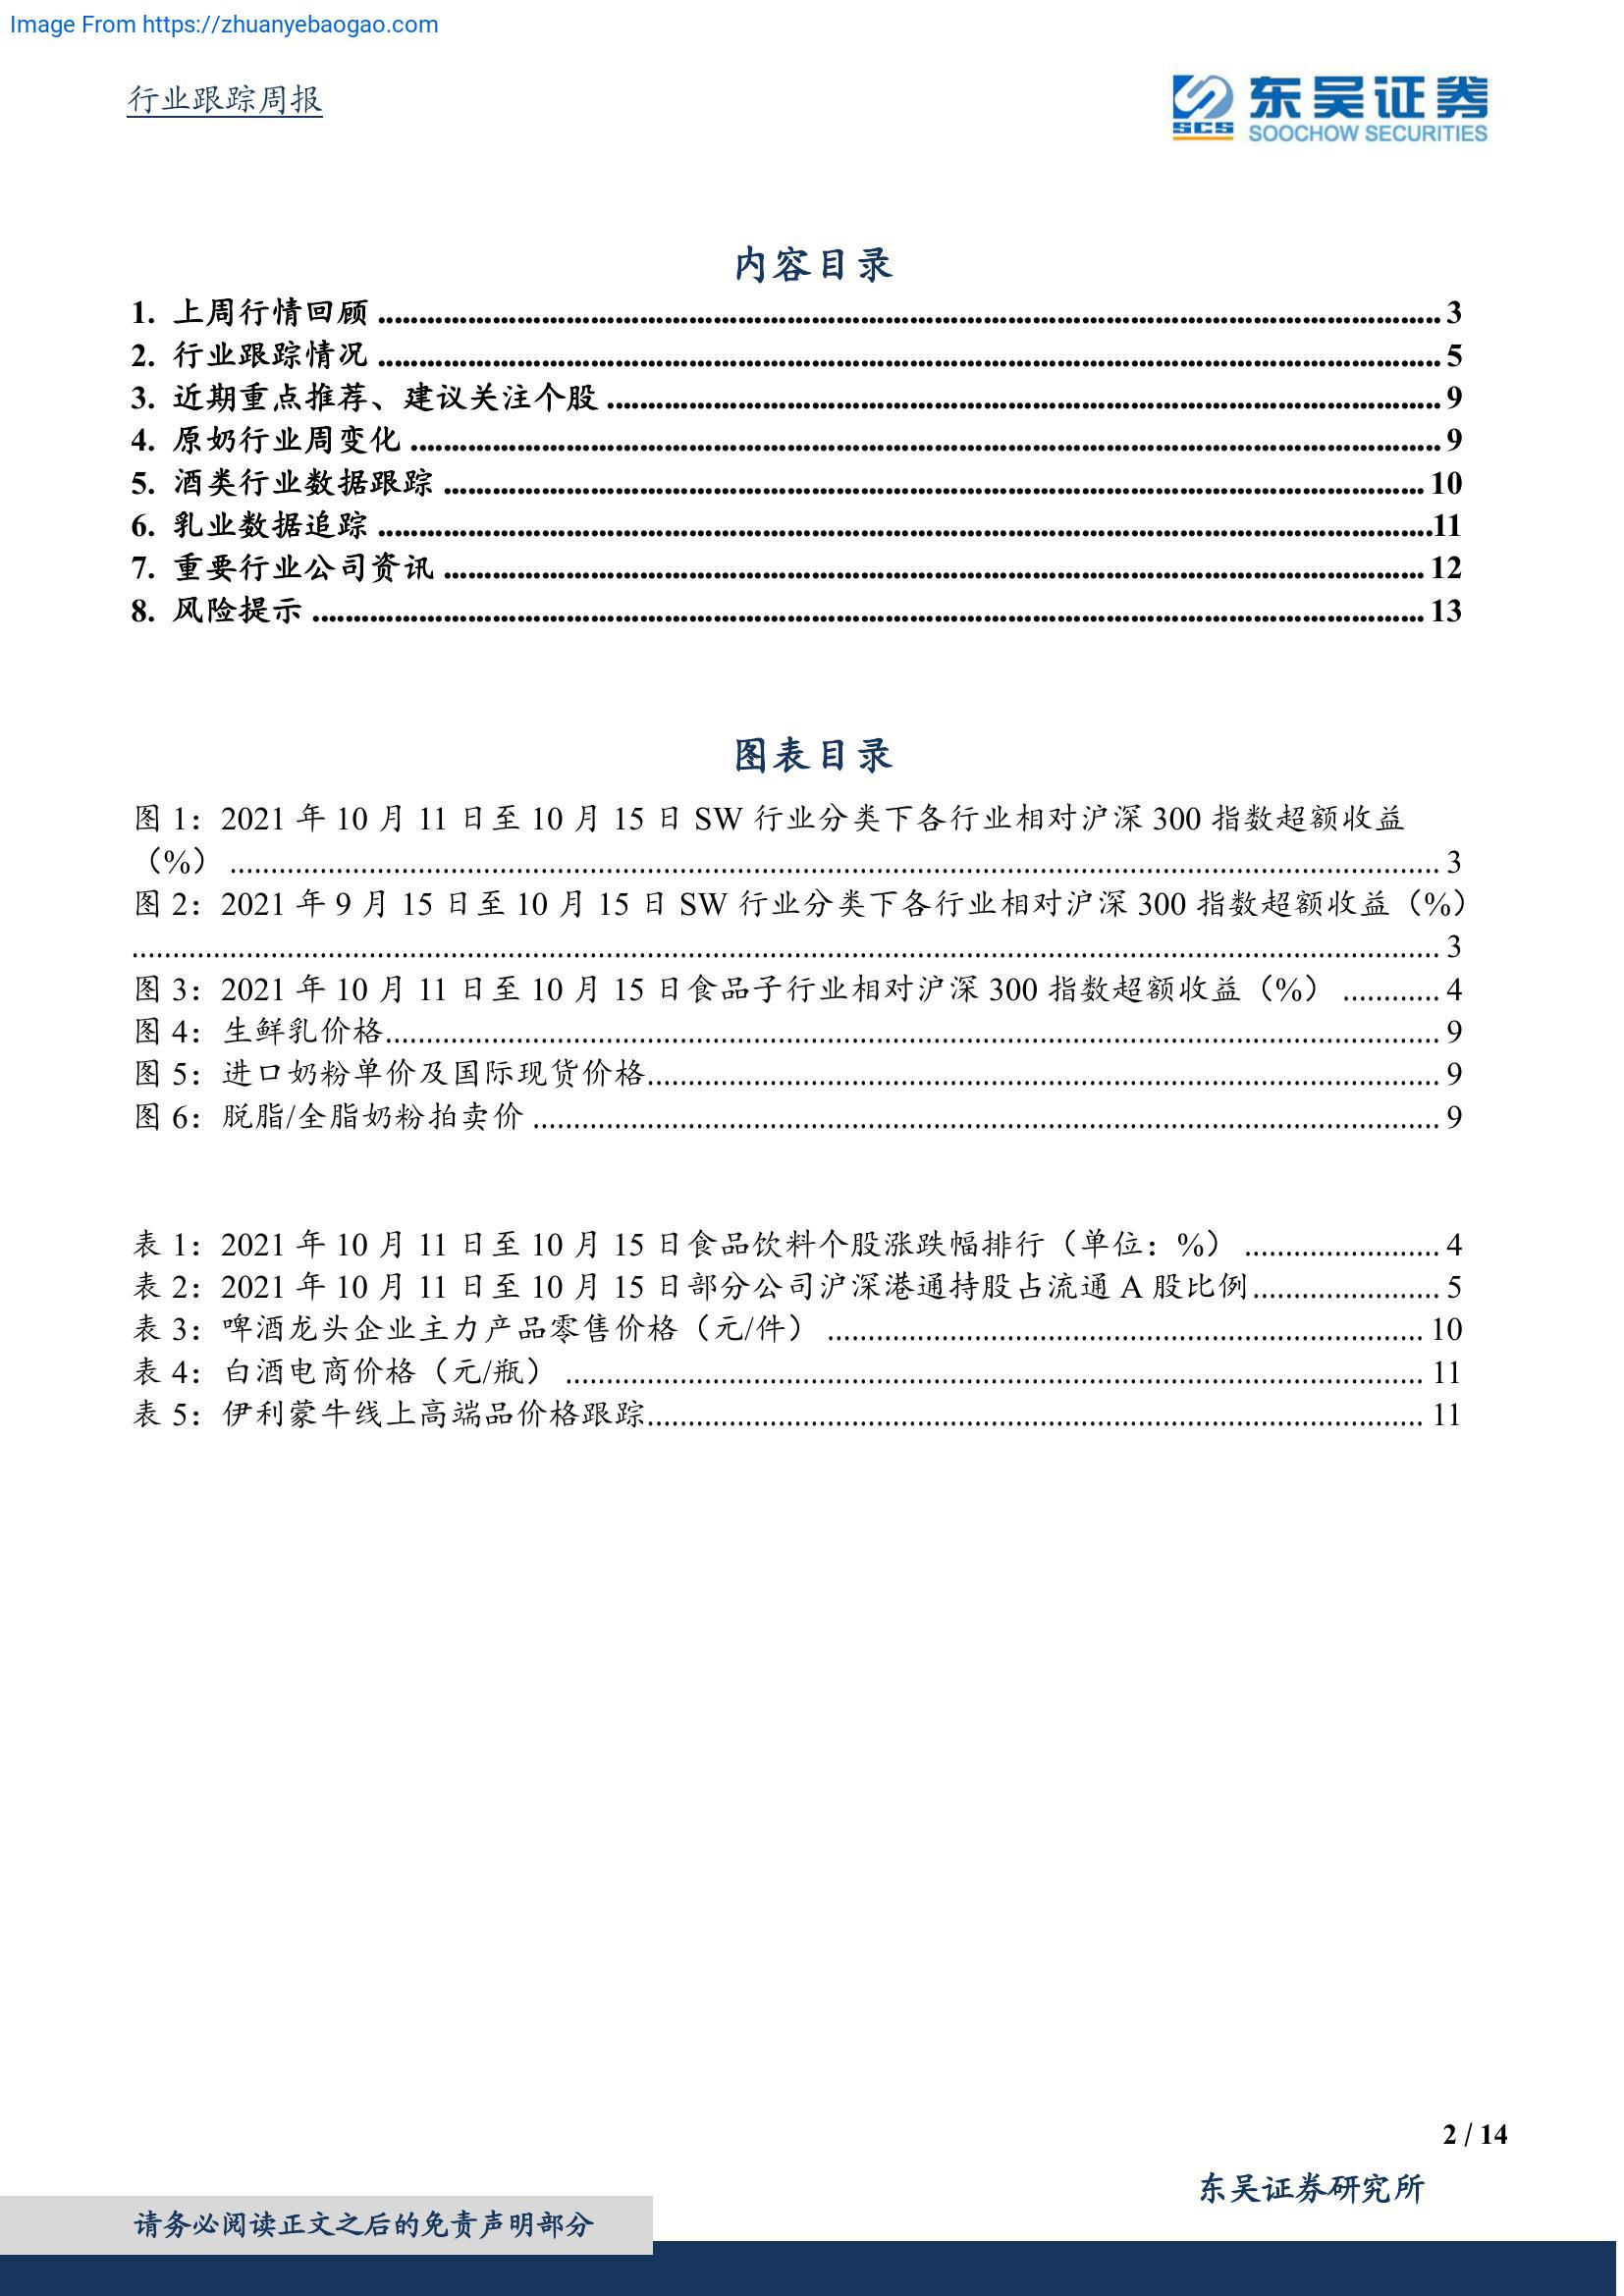 Image From https://zhuanyebaogao.com
行业跟踪周报
东吴证券
SCS
SOOCHOW SECURITIES
内容目录
1. 上周行情回顾 ........ 3
2. 行业跟踪情况 ........ 5
3. 近期重点推荐、建议关注个股 ........ 9
4. 原奶行业周变化 ........ 9
5. 酒类行业数据跟踪 ........ 10
6. 乳业数据追踪 ........ 11
7. 重要行业公司资讯 ........ 12
8. 风险提示 ........ 13
图表目录
图 1：2021 年 10 月 11 日至 10 月 15 日 SW 行业分类下各行业相对沪深 300 指数超额收益
（%） ........ 3
图 2：2021 年 9 月 15 日至 10 月 15 日 SW 行业分类下各行业相对沪深 300 指数超额收益（%）
........ 3
图 3：2021 年 10 月 11 日至 10 月 15 日食品子行业相对沪深 300 指数超额收益（%） ........ 4
图 4：生鲜乳价格........ 9
图 5：进口奶粉单价及国际现货价格........ 9
图 6：脱脂/全脂奶粉拍卖价 ........ 9
表 1：2021 年 10 月 11 日至 10 月 15 日食品饮料个股涨跌幅排行（单位：%） ........ 4
表 2：2021 年 10 月 11 日至 10 月 15 日部分公司沪深港通持股占流通 A 股比例........ 5
表 3：啤酒龙头企业主力产品零售价格（元/件） ........ 10
表 4：白酒电商价格（元/瓶） ........ 11
表 5：伊利蒙牛线上高端品价格跟踪........ 11
2 / 14
东吴证券研究所
请务必阅读正文之后的免责声明部分